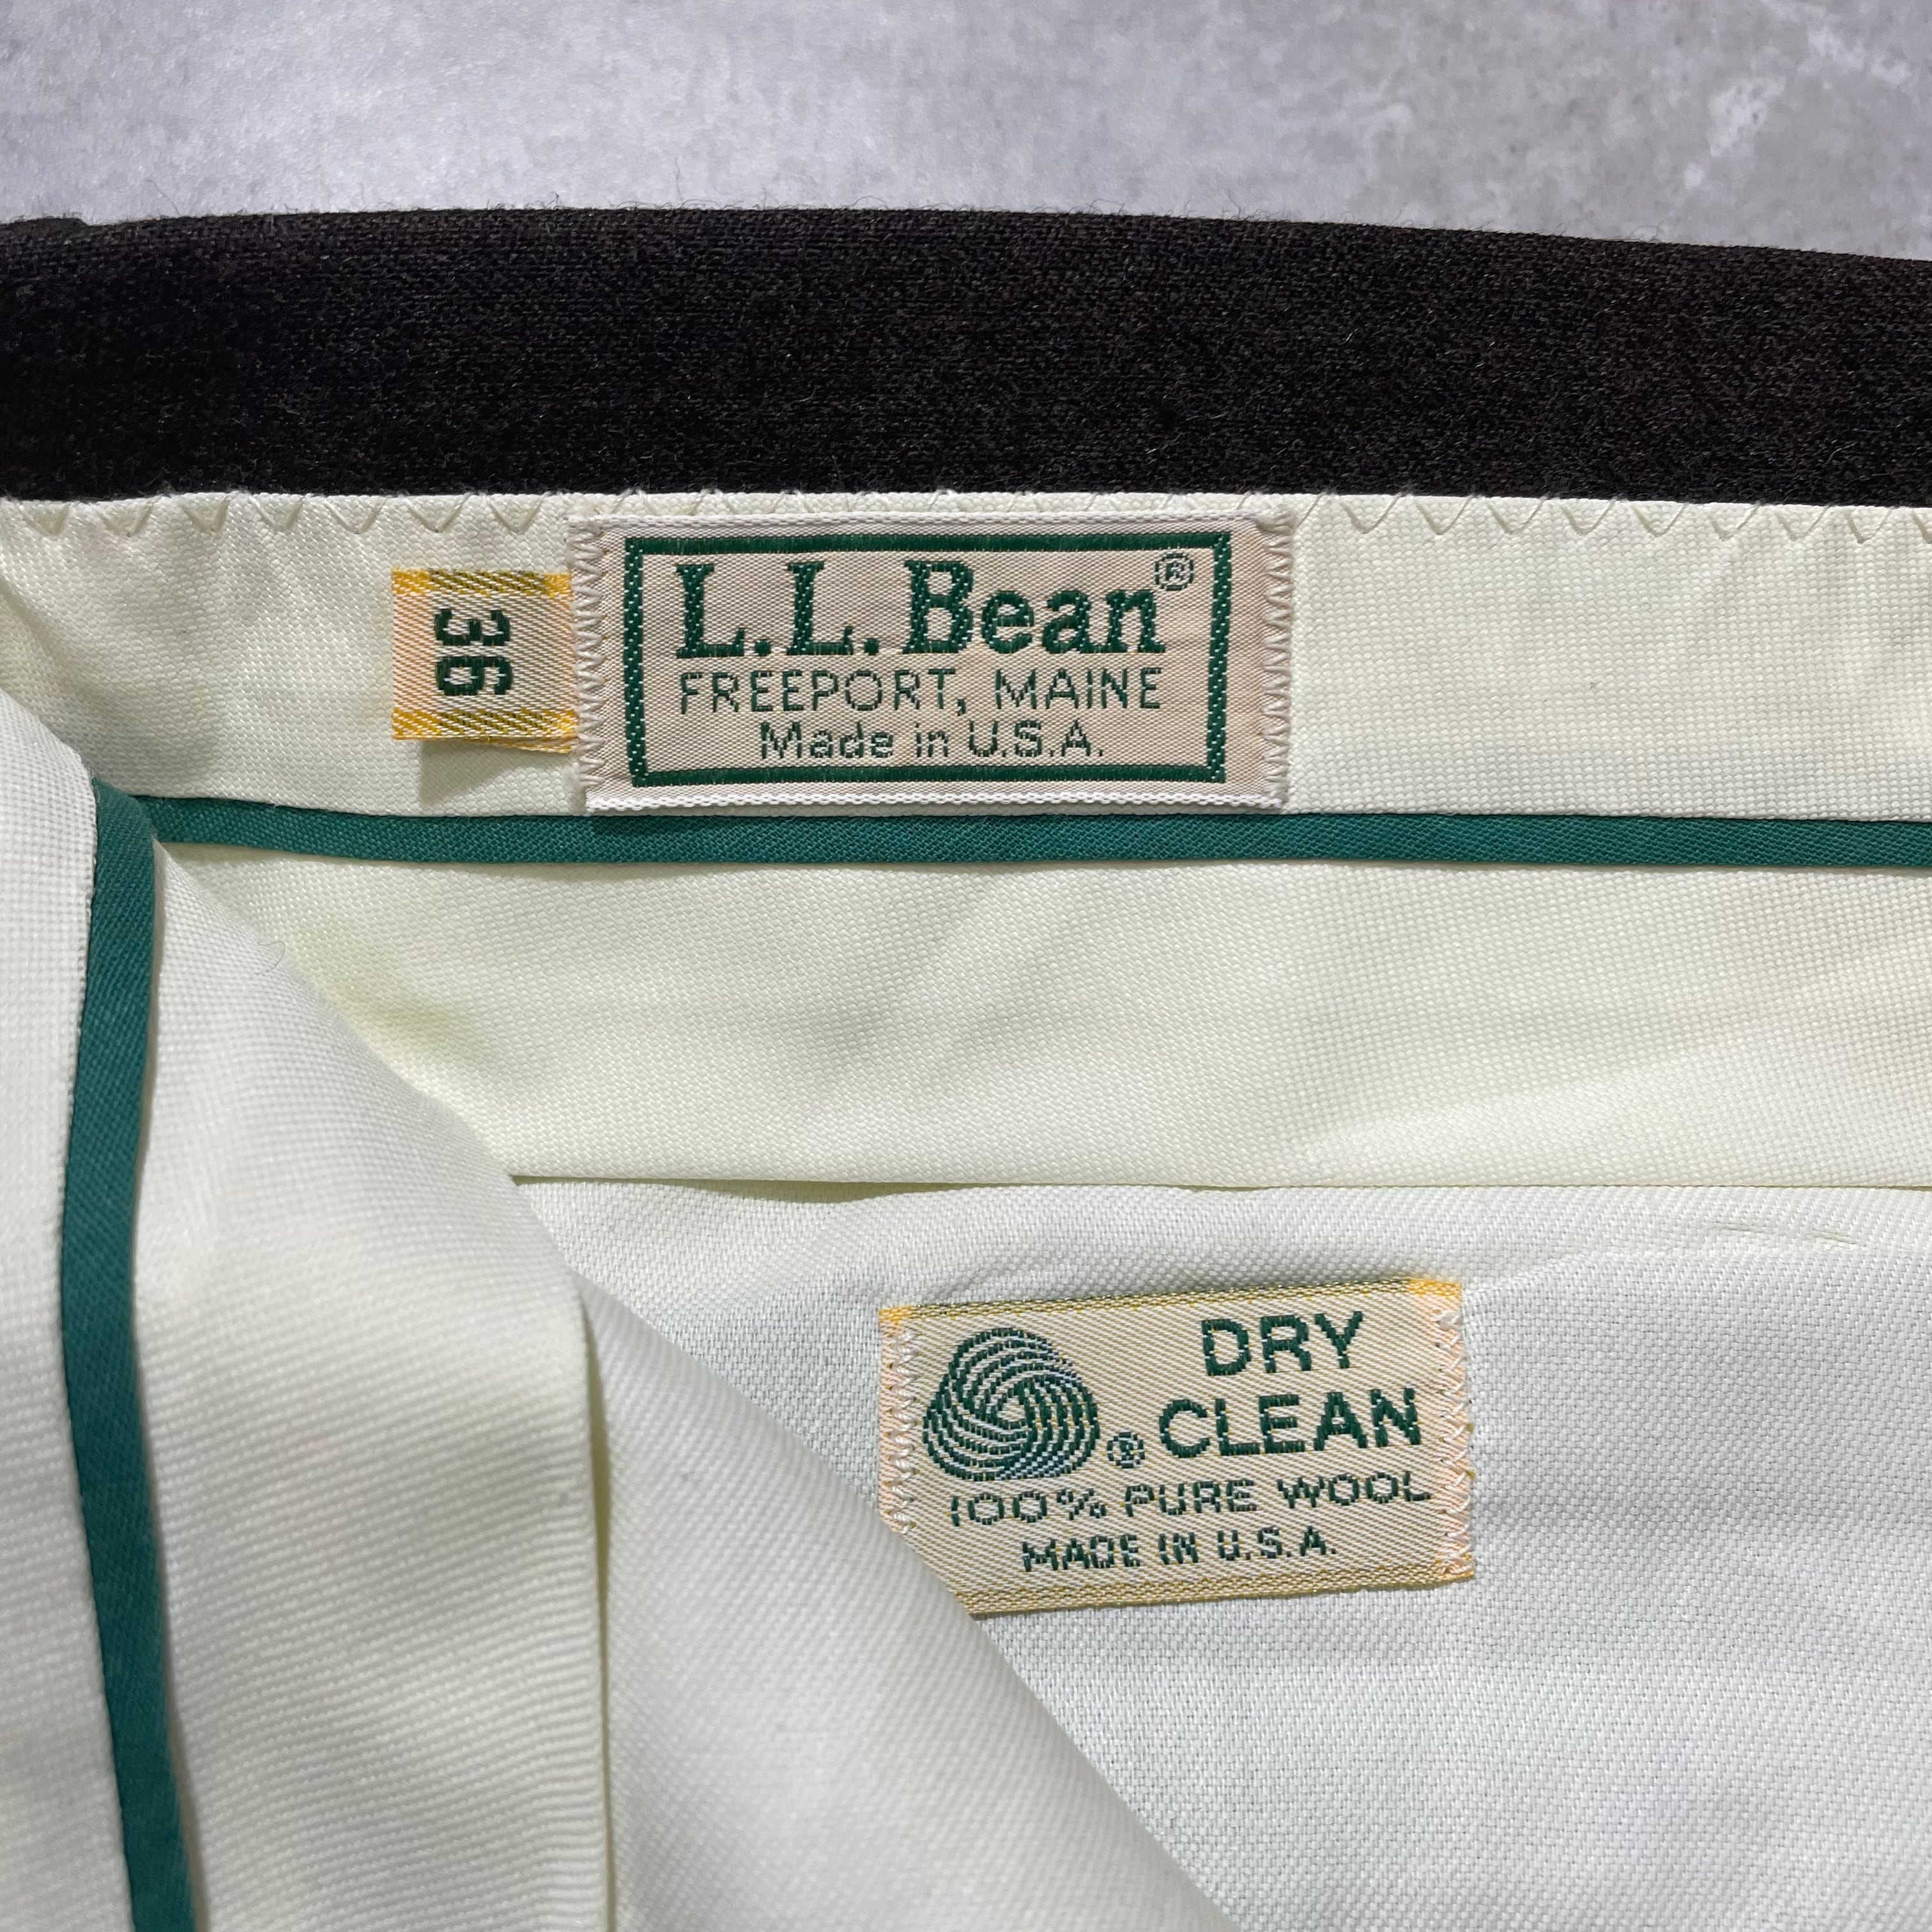 36
L.L.Bean®
FREEPORT, MAINE
Made in U.S.A.
DRY
® CLEAN
100% PURE WOOL
MADE IN U.S.A.